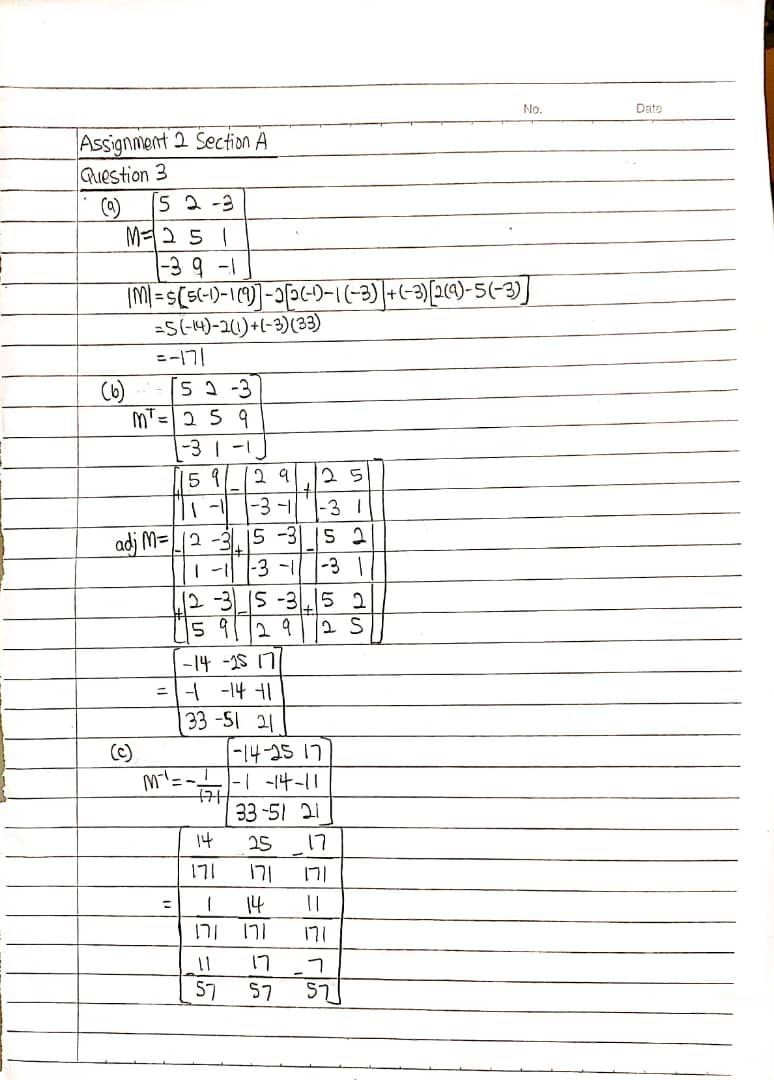 No. Date
Assignment 2 Section A
Question 3
(a) [5 2 -3
M= 2 5 1
-3 9 -1]
|M|=5[5(-1)-1(9)]-2[2(-1)-1(-3)]+(-3)[2(9)-5(-3)]
=5(-14)-2(1)+(-3)(33)
=-171
(b) [5 2 -3
Mᵀ= 2 5 9
-3 1 -1]
[+|5 9| -|2 9| +|2 5|
|1 -1| |-3 -1| |-3 1|
adj M= -|2 -3| +|5 -3| -|5 2|
|1 -1| |-3 -1| |-3 1|
+|2 -3| -|5 -3| +|5 2|
|5 9| |2 9| |2 5|]
[-14 -25 17
= -1 -14 -11
33 -51 21]
(c) [-14 -25 17
M⁻¹=-1/171 -1 -14 -11
33 -51 21]
[14 25 -17
171 171 171
= 1 14 11
171 171 171
-11 17 -7
57 57 57]